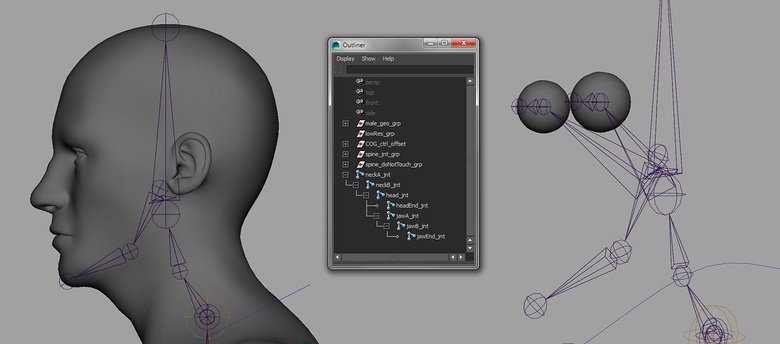 Outliner
Display Show Help
persp
top
front
side
male_geo_grp
lowRes_grp
COG_ctrl_offset
spine_jnt_grp
spine_doNotTouch_grp
neckA_jnt
neckB_jnt
head_jnt
headEnd_jnt
jawA_jnt
jawB_jnt
jawEnd_jnt